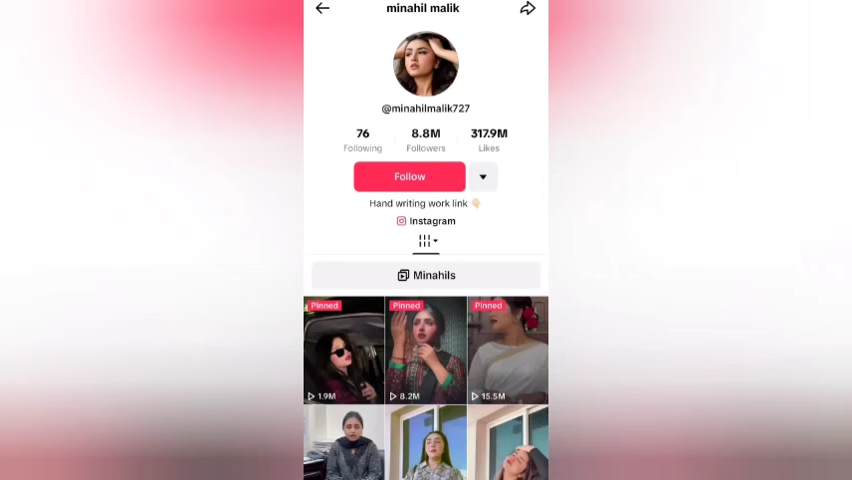 minahil malik
@minahilmalik727
76 8.8M 317.9M
Following Followers Likes
Follow
Hand writing work link
Instagram
Minahils
Pinned Pinned Pinned
1.9M 8.2M 15.5M